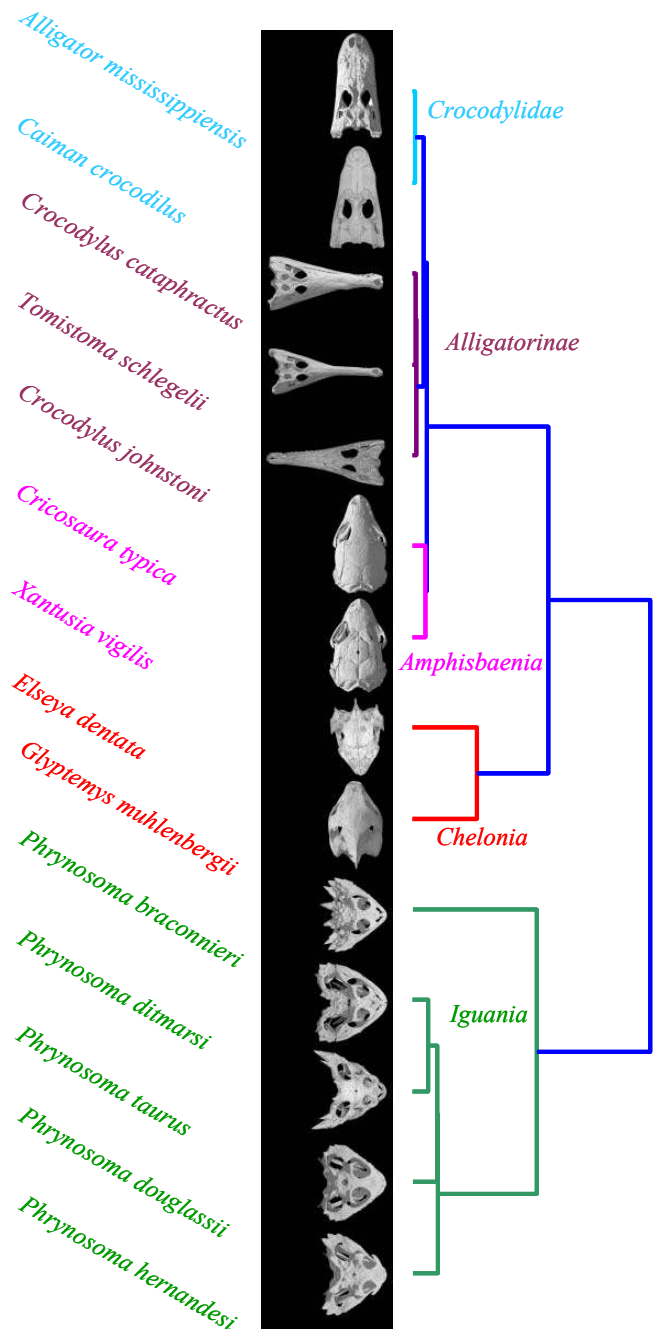 Alligator mississippiensis
Caiman crocodilus
Crocodylus cataphractus
Tomistoma schlegelii
Crocodylus johnstoni
Cricosaura typica
Xantusia vigilis
Elseya dentata
Glyptemys muhlenbergii
Phrynosoma braconnieri
Phrynosoma ditmarsi
Phrynosoma taurus
Phrynosoma douglassii
Phrynosoma hernandesi
Crocodylidae
Alligatorinae
Amphisbaenia
Chelonia
Iguania